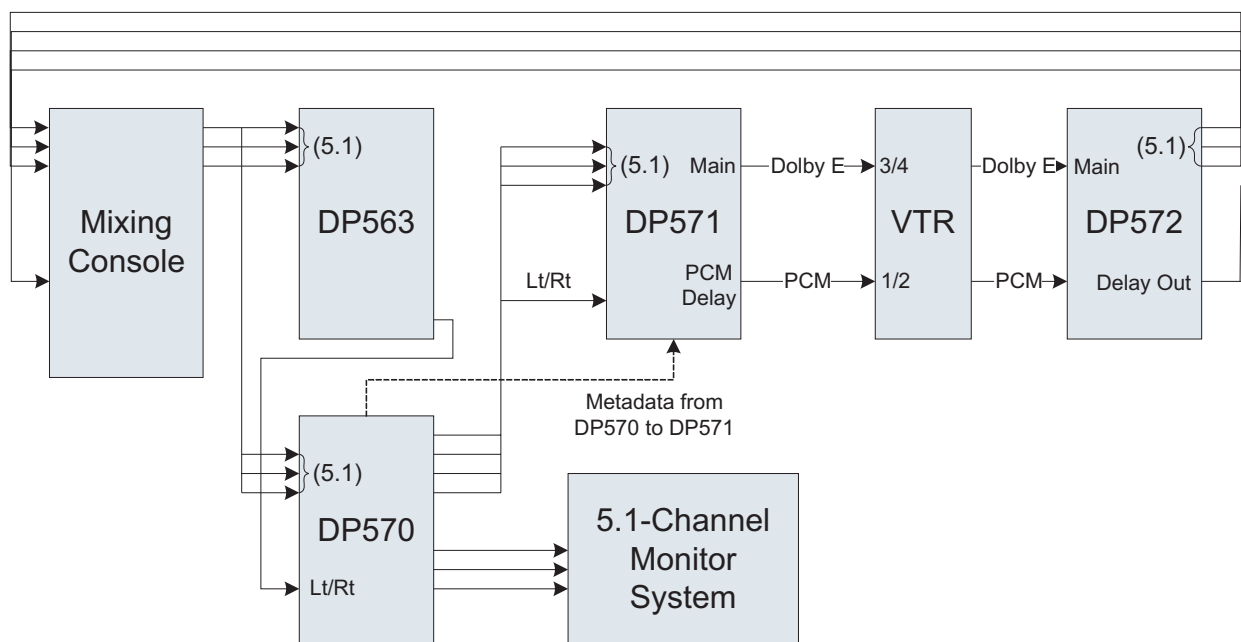 Mixing
Console
(5.1)
DP563
(5.1)
Main
DP571
Lt/Rt
PCM
Delay
Dolby E
PCM
3/4
VTR
1/2
Dolby E
PCM
Main
(5.1)
DP572
Delay Out
Metadata from
DP570 to DP571
(5.1)
DP570
Lt/Rt
5.1-Channel
Monitor
System